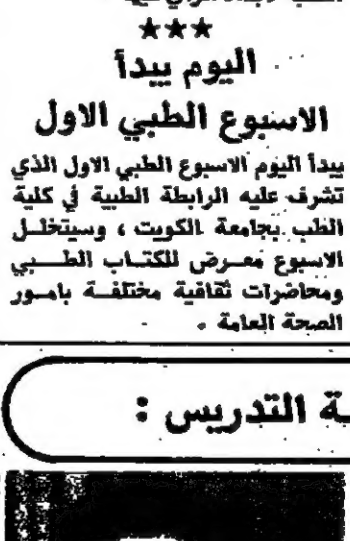 ★★★
اليوم يبدأ
الاسبوع الطبي الاول
يبدأ اليوم الاسبوع الطبي الاول الذي
تشرف عليه الرابطة الطبية في كلية
الطب بجامعة الكويت ، وسيتخلل
الاسبوع معرض للكتاب الطبي
ومحاضرات ثقافية مختلفة بامور
الصحة العامة .
التدريس :